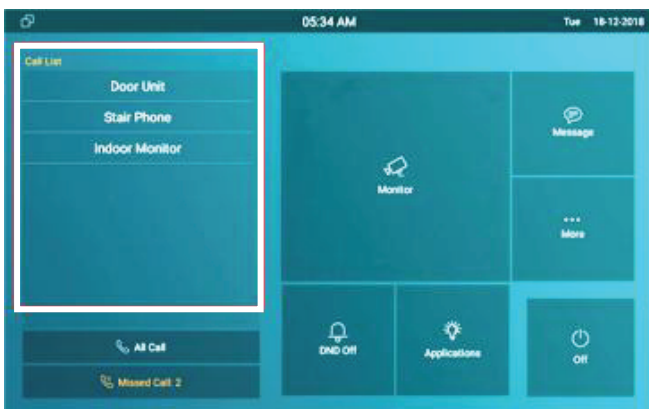 05:34 AM
Tue 18-12-2018
Call List
Door Unit
Stair Phone
Indoor Monitor
Monitor
Message
More
All Call
Missed Call: 2
DND Off
Applications
Off